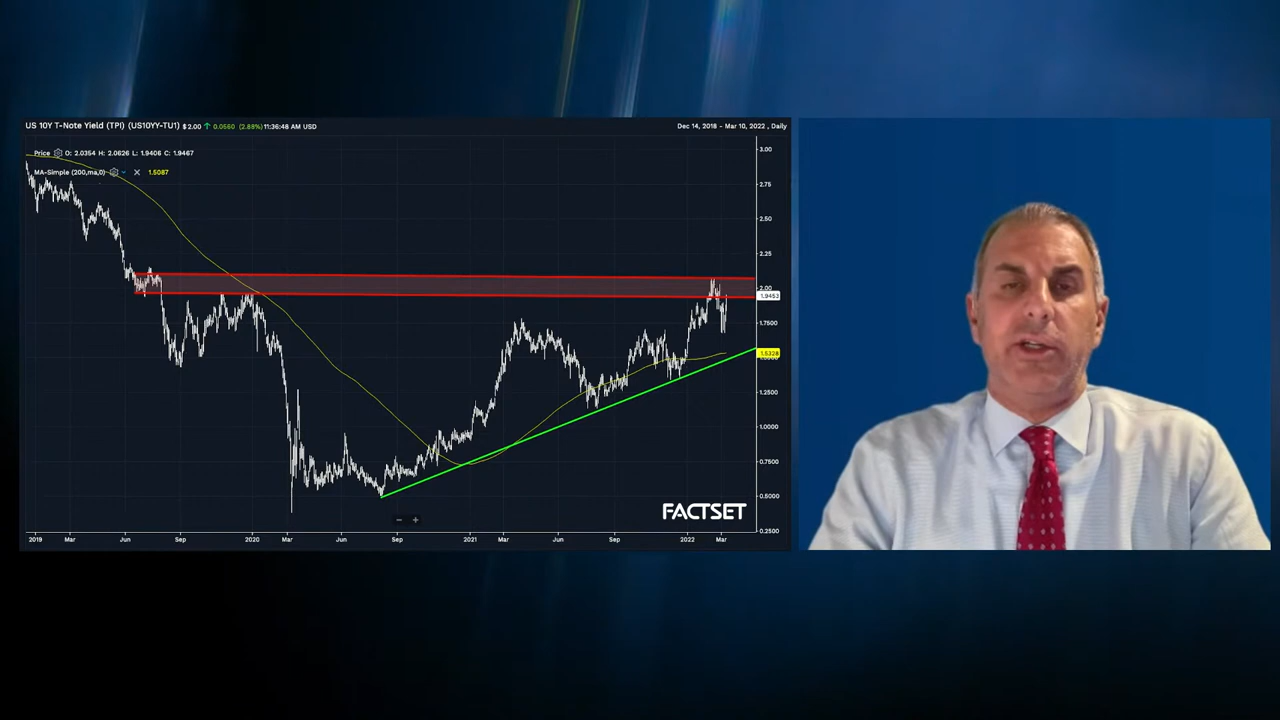 US 10Y T-Note Yield (TPI) (US10YY-TU1) $2.00 0.0560 (2.88%) 11:36:48 AM USD
Dec 14, 2018 - Mar 10, 2022 , Daily
Price O: 2.0354 H: 2.0626 L: 1.9406 C: 1.9467
MA-Simple (200,ma,0) 1.5087
3.00
2.75
2.50
2.25
2.00
1.9453
1.7500
1.5328
1.2500
1.0000
0.7500
0.5000
0.2500
FACTSET
2019 Mar Jun Sep 2020 Mar Jun Sep 2021 Mar Jun Sep 2022 Mar